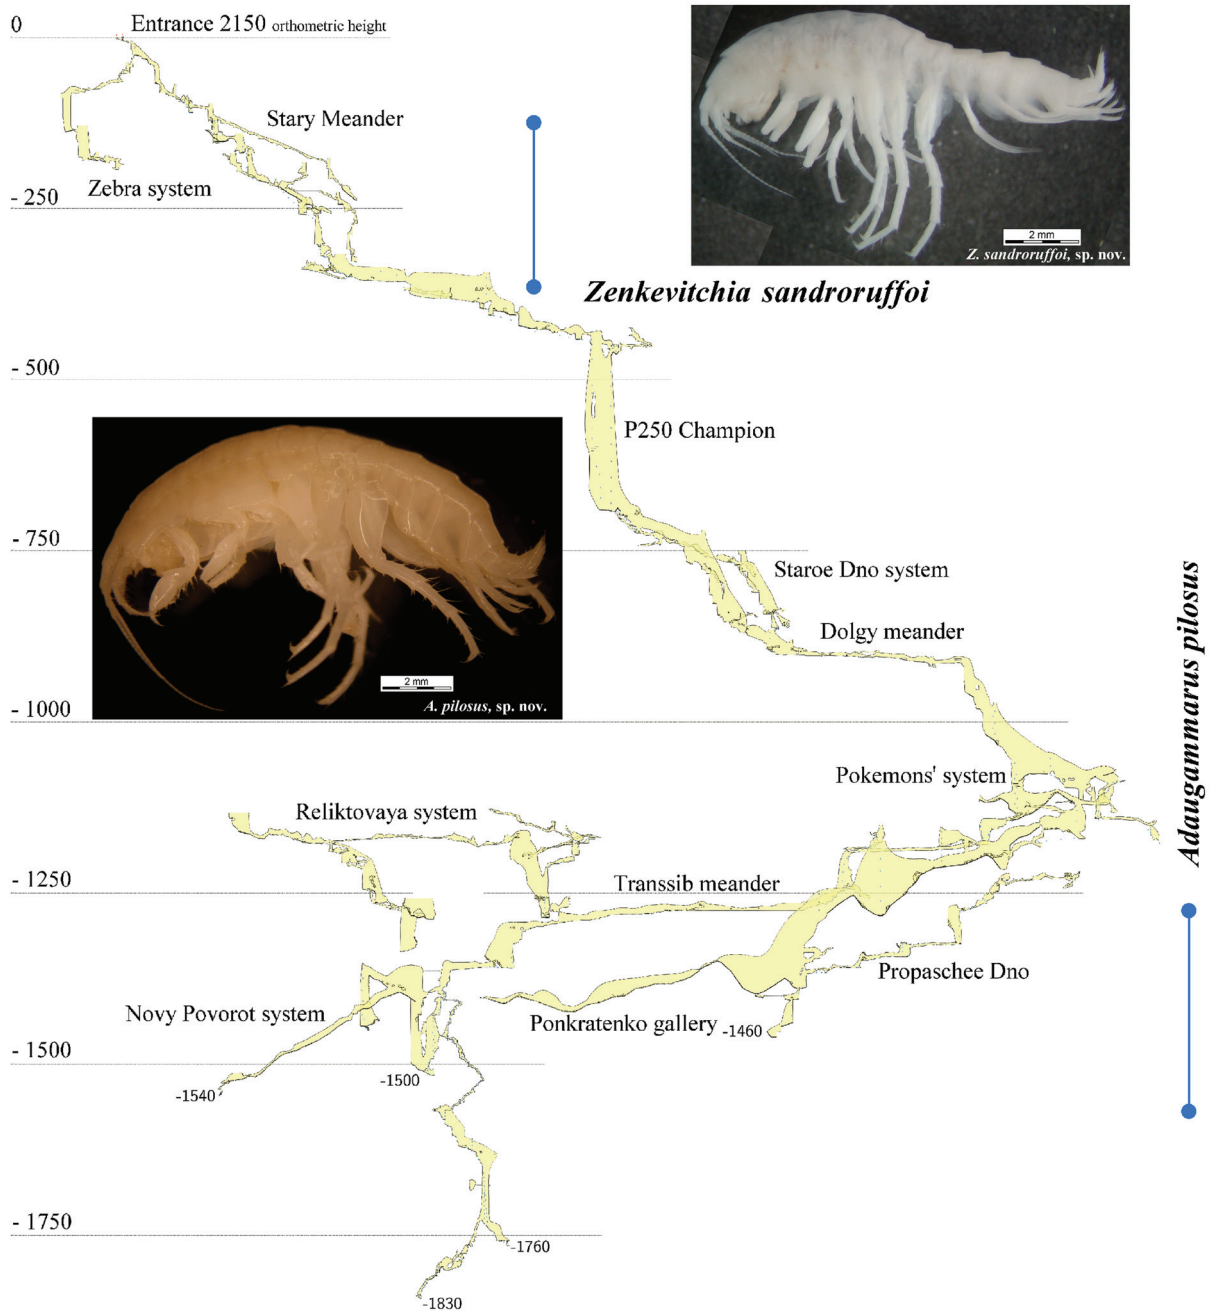 0
Entrance 2150 orthometric height
Stary Meander
Zebra system
- 250
2 mm
Z. sandroruffoi, sp. nov.
Zenkevitchia sandroruffoi
- 500
P250 Champion
- 750
Staroe Dno system
Dolgy meander
2 mm
A. pilosus, sp. nov.
- 1000
Pokemons' system
Adaugammarus pilosus
Reliktovaya system
- 1250
Transsib meander
Propaschee Dno
Novy Povorot system
Ponkratenko gallery
-1460
- 1500
-1500
-1540
- 1750
-1760
-1830